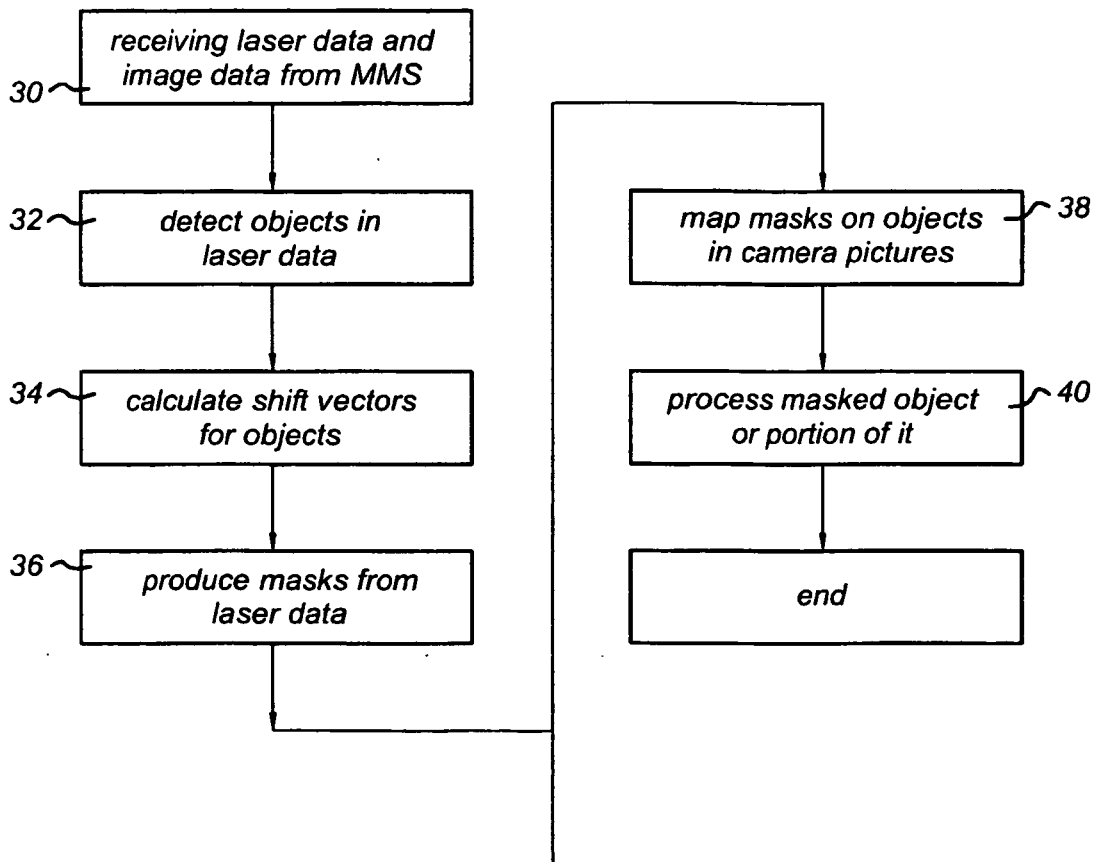 receiving laser data and
image data from MMS
30
32
detect objects in
laser data
34
calculate shift vectors
for objects
36
produce masks from
laser data
map masks on objects
in camera pictures
38
process masked object
or portion of it
40
end